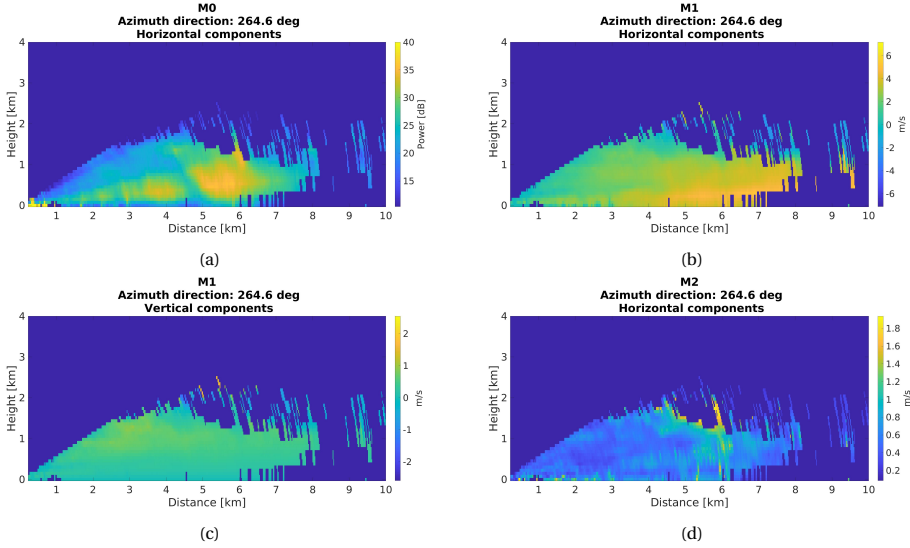 M0
Azimuth direction: 264.6 deg
Horizontal components
4
3
2
1
0
Height [km]
1 2 3 4 5 6 7 8 9 10
Distance [km]
40
35
30
25
20
15
Power [dB]
(a)
M1
Azimuth direction: 264.6 deg
Horizontal components
4
3
2
1
0
Height [km]
1 2 3 4 5 6 7 8 9 10
Distance [km]
6
4
2
0
-2
-4
-6
m/s
(b)
M1
Azimuth direction: 264.6 deg
Vertical components
4
3
2
1
0
Height [km]
1 2 3 4 5 6 7 8 9 10
Distance [km]
2
1
0
-1
-2
m/s
(c)
M2
Azimuth direction: 264.6 deg
Horizontal components
4
3
2
1
0
Height [km]
1 2 3 4 5 6 7 8 9 10
Distance [km]
1.8
1.6
1.4
1.2
1
0.8
0.6
0.4
0.2
m/s
(d)